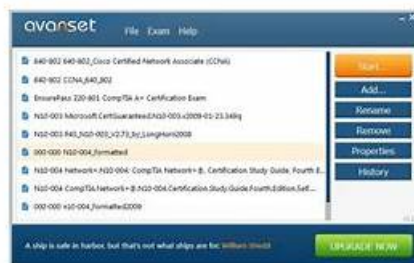 avanset
File Exam Help
640-802 640-802_Cisco Certified Network Associate (CCNA)
640-802 CCNA_640_802
EnsurePass 220-801 CompTIA A+ Certification Exam
N10-003 Microsoft CertGuaranteed.N10-003.v2009-01-23.349q
N10-003 P4S_N10-003_v2.73_by_LongHorn2008
000-000 N10-004_formatted
N10-004 Network+.N10-004: CompTIA Network+ Certification Study Guide, Fourth E...
N10-004 CompTIA.Network+ N10-004.Certification.Study.Guide.Fourth.Edition.Self...
000-000 n10-004_formatted2009
Start...
Add...
Rename
Remove
Properties
History
A ship is safe in harbor, but that's not what ships are for. William Shedd
UPGRADE NOW